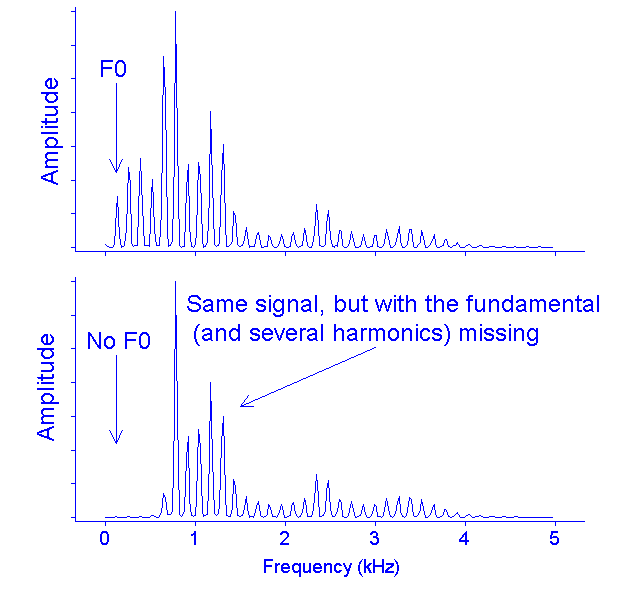 F0
Amplitude
Same signal, but with the fundamental
(and several harmonics) missing
No F0
Amplitude
0 1 2 3 4 5
Frequency (kHz)